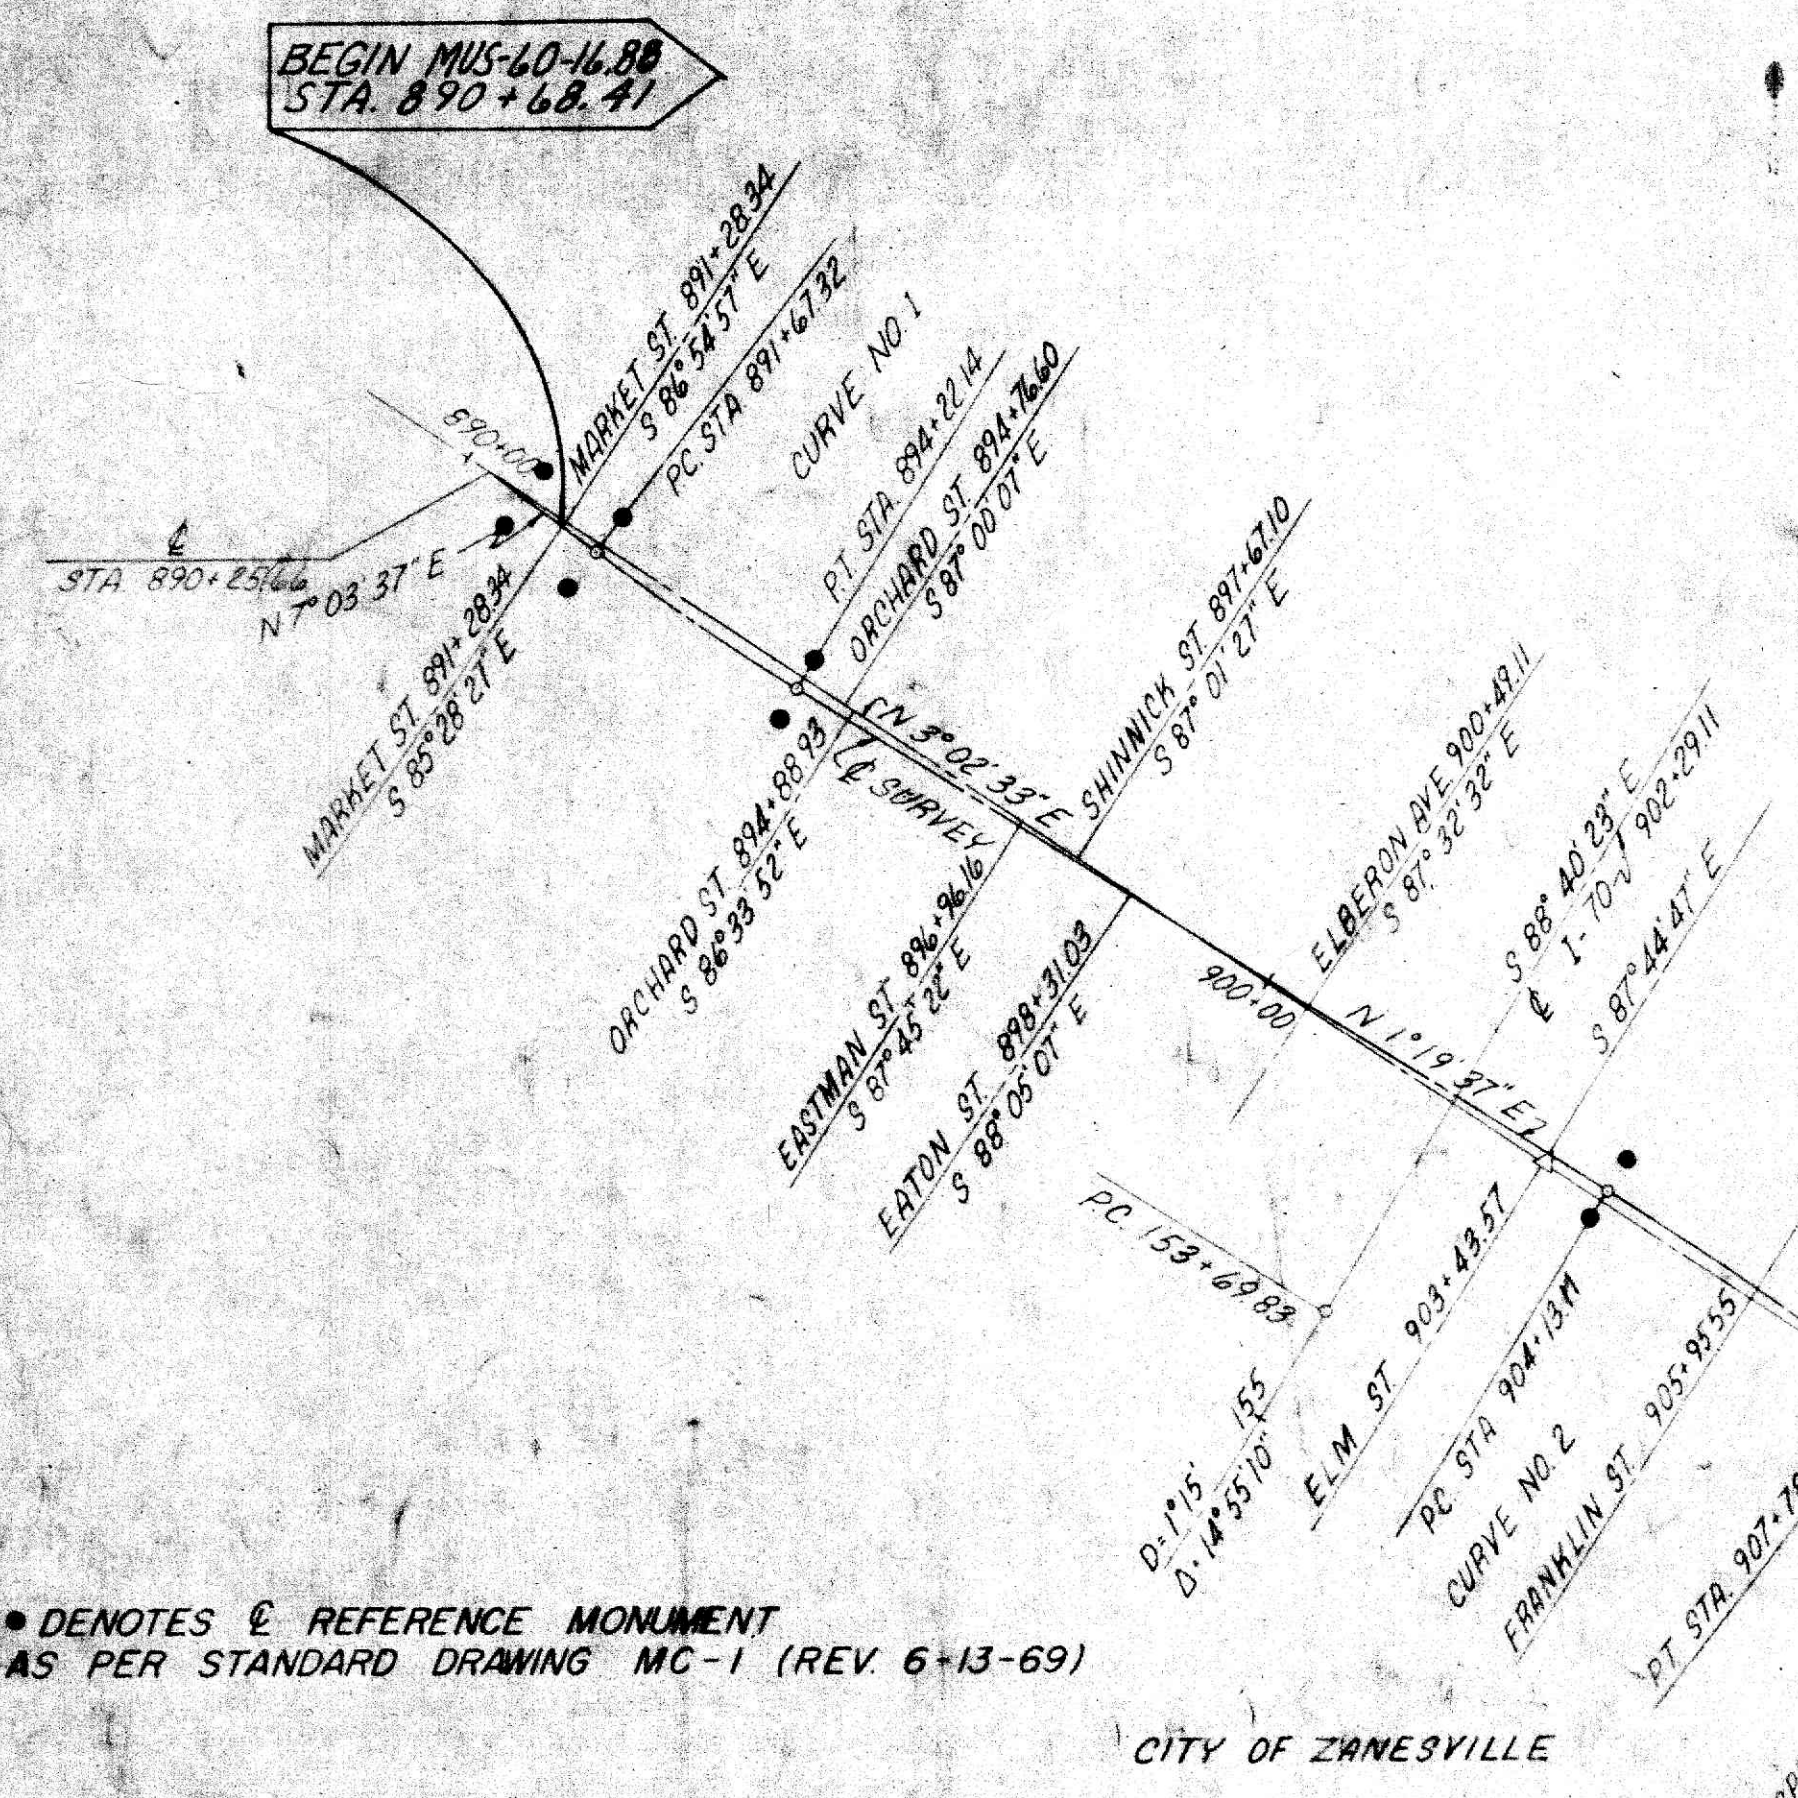 BEGIN MUS-60-16.88
STA. 890+68.41
MARKET ST. 891+28.34
S 86° 54' 57" E
P.C. STA 891+67.32
CURVE NO. 1
P.T. STA. 894+22.14
ORCHARD ST. 894+76.60
S 87° 00' 07" E
890+00
℄
STA 890+25.66
N 7° 03' 37" E
MARKET ST. 891+28.34
S 85° 28' 27" E
N 3° 02' 33" E
℄ SURVEY
SHINNICK ST. 897+67.10
S 87° 01' 27" E
ORCHARD ST. 894+88.93
S 86° 33' 52" E
EASTMAN ST. 896+96.16
S 87° 45' 22" E
EATON ST. 898+31.03
S 88° 05' 07" E
900+00
ELBERON AVE. 900+49.11
S 87° 32' 32" E
N 1° 19' 37" E
S 88° 40' 23" E
℄ I-70 902+29.11
S 87° 44' 47" E
P.C. 153+69.83
155
D=1° 15'
Δ=14° 55' 10"
ELM ST. 903+43.57
P.C. STA 904+13.11
CURVE NO. 2
FRANKLIN ST. 905+95.55
P.T. STA. 907+
● DENOTES ℄ REFERENCE MONUMENT
AS PER STANDARD DRAWING MC-1 (REV. 6-13-69)
CITY OF ZANESVILLE